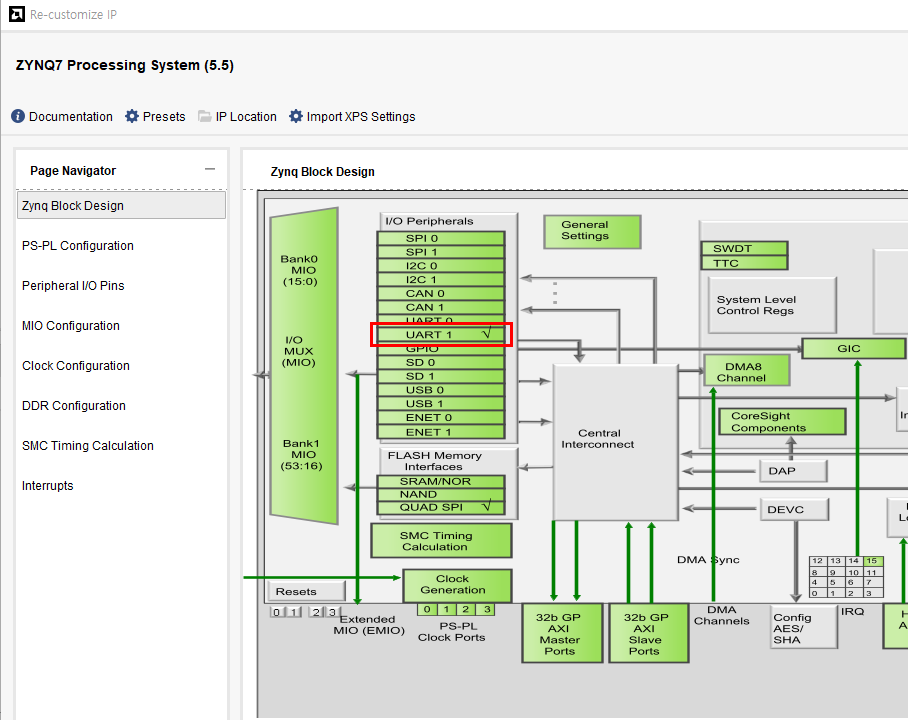 Re-customize IP
ZYNQ7 Processing System (5.5)
Documentation
Presets
IP Location
Import XPS Settings
Page Navigator
Zynq Block Design
PS-PL Configuration
Peripheral I/O Pins
MIO Configuration
Clock Configuration
DDR Configuration
SMC Timing Calculation
Interrupts
Zynq Block Design
Bank0
MIO
(15:0)
I/O
MUX
(MIO)
Bank1
MIO
(53:16)
I/O Peripherals
SPI 0
SPI 1
I2C 0
I2C 1
CAN 0
CAN 1
UART 0
UART 1 √
GPIO
SD 0
SD 1
USB 0
USB 1
ENET 0
ENET 1
FLASH Memory
Interfaces
SRAM/NOR
NAND
QUAD SPI √
SMC Timing
Calculation
Clock
Generation
0 1 2 3
PS-PL
Clock Ports
Resets
0 1 2 3
Extended
MIO (EMIO)
General
Settings
SWDT
TTC
System Level
Control Regs
GIC
DMA8
Channel
CoreSight
Components
Central
Interconnect
DAP
DEVC
DMA Sync
12 13 14 15
8 9 10 11
4 5 6 7
0 1 2 3
IRQ
32b GP
AXI
Master
Ports
32b GP
AXI
Slave
Ports
DMA
Channels
Config
AES/
SHA